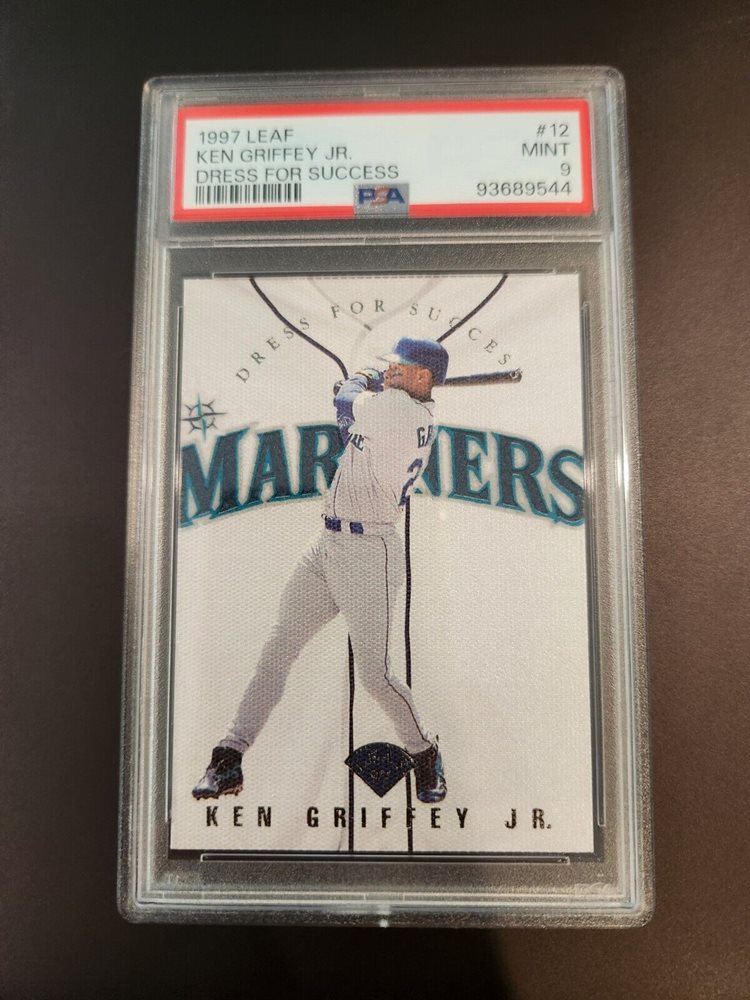 1997 LEAF #12
KEN GRIFFEY JR. MINT
DRESS FOR SUCCESS 9
PSA 93689544
DRESS FOR SUCCESS
MARINERS
KEN GRIFFEY JR.